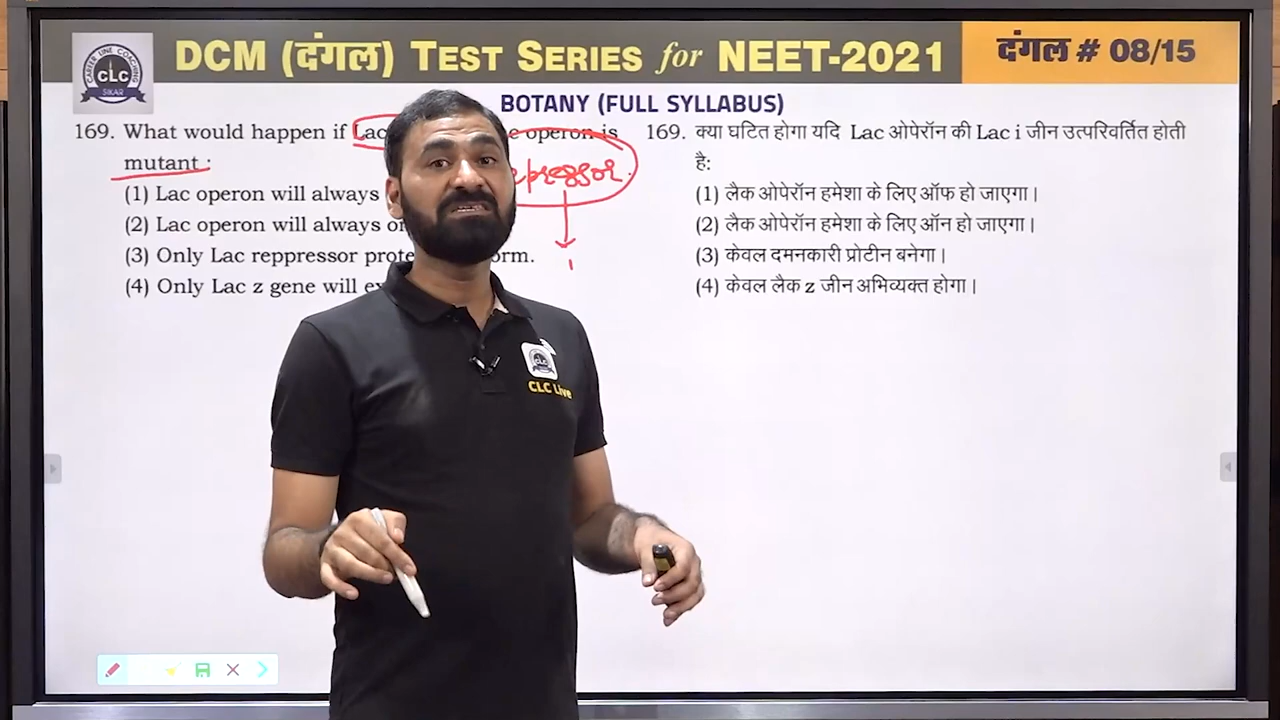 DCM (दंगल) TEST SERIES for NEET-2021
दंगल # 08/15
CAREER LINE COACHING
CLC
SIKAR
BOTANY (FULL SYLLABUS)
169. What would happen if Lac operon is
mutant :
(1) Lac operon will always
(2) Lac operon will always
(3) Only Lac reppressor
(4) Only Lac z gene will
169. क्या घटित होगा यदि Lac ओपेरॉन की Lac i जीन उत्परिवर्तित होती
है:
(1) लैक ओपेरॉन हमेशा के लिए ऑफ हो जाएगा।
(2) लैक ओपेरॉन हमेशा के लिए ऑन हो जाएगा।
(3) केवल दमनकारी प्रोटीन बनेगा।
(4) केवल लैक z जीन अभिव्यक्त होगा।
CLC
CLC Live